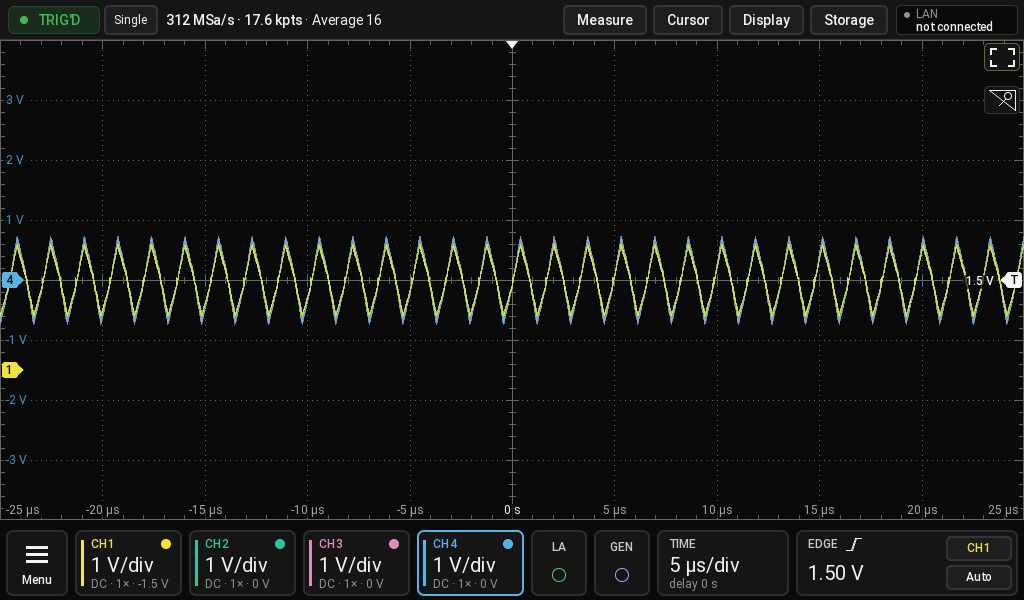 TRIG'D Single 312 MSa/s · 17.6 kpts · Average 16 Measure Cursor Display Storage LAN
not connected
3 V
2 V
1 V
4
1.5 V T
-1 V
1
-2 V
-3 V
-25 µs -20 µs -15 µs -10 µs -5 µs 0 s 5 µs 10 µs 15 µs 20 µs 25 µs
Menu
CH1
1 V/div
DC · 1× · -1.5 V
CH2
1 V/div
DC · 1× · 0 V
CH3
1 V/div
DC · 1× · 0 V
CH4
1 V/div
DC · 1× · 0 V
LA
GEN
TIME
5 µs/div
delay 0 s
EDGE
1.50 V
CH1
Auto